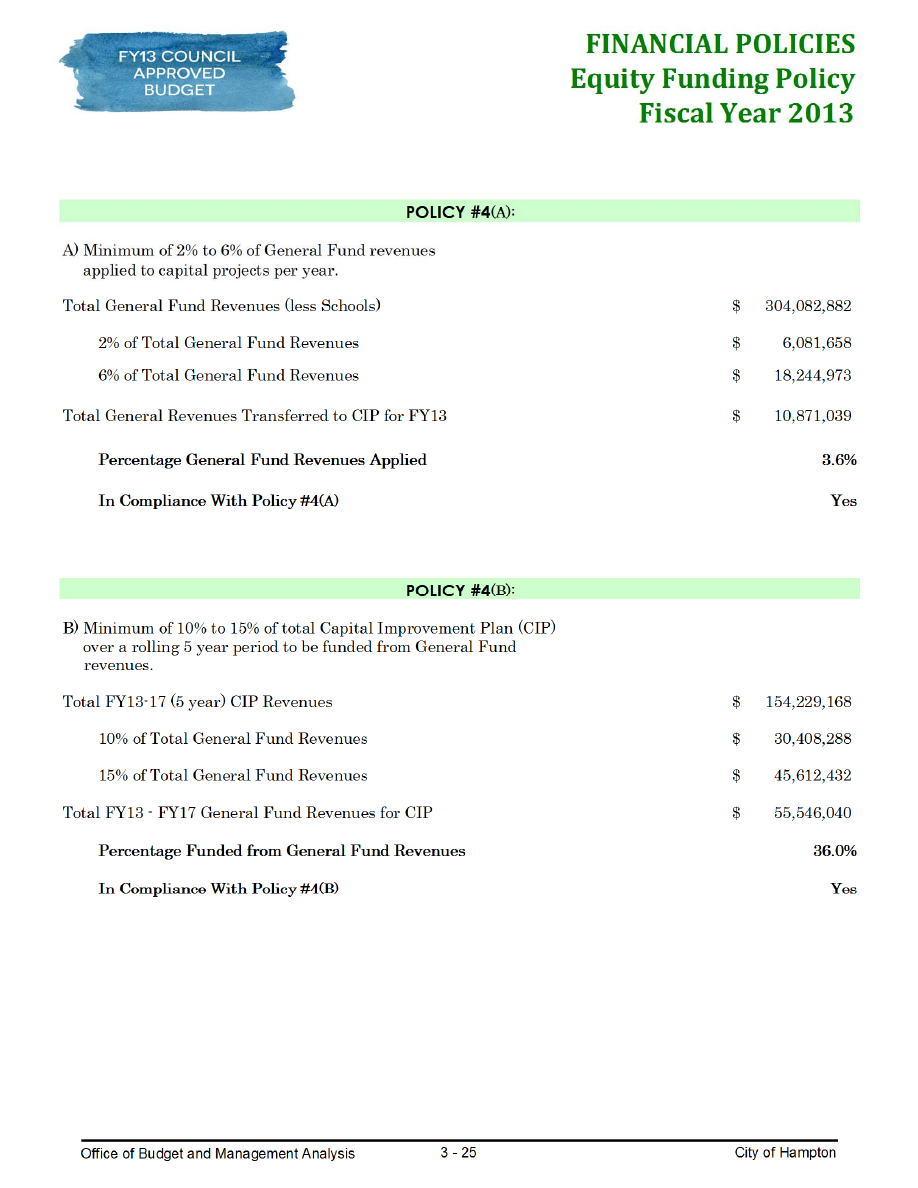 FY13 COUNCIL
APPROVED
BUDGET
FINANCIAL POLICIES
Equity Funding Policy
Fiscal Year 2013
POLICY #4(A):
A) Minimum of 2% to 6% of General Fund revenues
applied to capital projects per year.
Total General Fund Revenues (less Schools) $ 304,082,882
2% of Total General Fund Revenues $ 6,081,658
6% of Total General Fund Revenues $ 18,244,973
Total General Revenues Transferred to CIP for FY13 $ 10,871,039
Percentage General Fund Revenues Applied 3.6%
In Compliance With Policy #4(A) Yes
POLICY #4(B):
B) Minimum of 10% to 15% of total Capital Improvement Plan (CIP)
over a rolling 5 year period to be funded from General Fund
revenues.
Total FY13-17 (5 year) CIP Revenues $ 154,229,168
10% of Total General Fund Revenues $ 30,408,288
15% of Total General Fund Revenues $ 45,612,432
Total FY13 - FY17 General Fund Revenues for CIP $ 55,546,040
Percentage Funded from General Fund Revenues 36.0%
In Compliance With Policy #4(B) Yes
Office of Budget and Management Analysis 3 - 25 City of Hampton